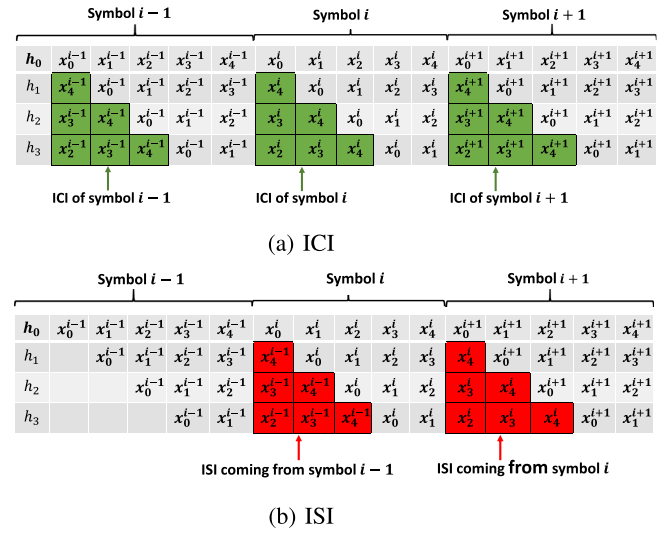 Symbol i − 1 Symbol i Symbol i + 1
h₀ x₀ⁱ⁻¹ x₁ⁱ⁻¹ x₂ⁱ⁻¹ x₃ⁱ⁻¹ x₄ⁱ⁻¹ x₀ⁱ x₁ⁱ x₂ⁱ x₃ⁱ x₄ⁱ x₀ⁱ⁺¹ x₁ⁱ⁺¹ x₂ⁱ⁺¹ x₃ⁱ⁺¹ x₄ⁱ⁺¹
h₁ x₄ⁱ⁻¹ x₀ⁱ⁻¹ x₁ⁱ⁻¹ x₂ⁱ⁻¹ x₃ⁱ⁻¹ x₄ⁱ x₀ⁱ x₁ⁱ x₂ⁱ x₃ⁱ x₄ⁱ⁺¹ x₀ⁱ⁺¹ x₁ⁱ⁺¹ x₂ⁱ⁺¹ x₃ⁱ⁺¹
h₂ x₃ⁱ⁻¹ x₄ⁱ⁻¹ x₀ⁱ⁻¹ x₁ⁱ⁻¹ x₂ⁱ⁻¹ x₃ⁱ x₄ⁱ x₀ⁱ x₁ⁱ x₂ⁱ x₃ⁱ⁺¹ x₄ⁱ⁺¹ x₀ⁱ⁺¹ x₁ⁱ⁺¹ x₂ⁱ⁺¹
h₃ x₂ⁱ⁻¹ x₃ⁱ⁻¹ x₄ⁱ⁻¹ x₀ⁱ⁻¹ x₁ⁱ⁻¹ x₂ⁱ x₃ⁱ x₄ⁱ x₀ⁱ x₁ⁱ x₂ⁱ⁺¹ x₃ⁱ⁺¹ x₄ⁱ⁺¹ x₀ⁱ⁺¹ x₁ⁱ⁺¹
ICI of symbol i − 1 ICI of symbol i ICI of symbol i + 1
(a) ICI
Symbol i − 1 Symbol i Symbol i + 1
h₀ x₀ⁱ⁻¹ x₁ⁱ⁻¹ x₂ⁱ⁻¹ x₃ⁱ⁻¹ x₄ⁱ⁻¹ x₀ⁱ x₁ⁱ x₂ⁱ x₃ⁱ x₄ⁱ x₀ⁱ⁺¹ x₁ⁱ⁺¹ x₂ⁱ⁺¹ x₃ⁱ⁺¹ x₄ⁱ⁺¹
h₁ x₀ⁱ⁻¹ x₁ⁱ⁻¹ x₂ⁱ⁻¹ x₃ⁱ⁻¹ x₄ⁱ⁻¹ x₀ⁱ x₁ⁱ x₂ⁱ x₃ⁱ x₄ⁱ x₀ⁱ⁺¹ x₁ⁱ⁺¹ x₂ⁱ⁺¹ x₃ⁱ⁺¹
h₂ x₀ⁱ⁻¹ x₁ⁱ⁻¹ x₂ⁱ⁻¹ x₃ⁱ⁻¹ x₄ⁱ⁻¹ x₀ⁱ x₁ⁱ x₂ⁱ x₃ⁱ x₄ⁱ x₀ⁱ⁺¹ x₁ⁱ⁺¹ x₂ⁱ⁺¹
h₃ x₀ⁱ⁻¹ x₁ⁱ⁻¹ x₂ⁱ⁻¹ x₃ⁱ⁻¹ x₄ⁱ⁻¹ x₀ⁱ x₁ⁱ x₂ⁱ x₃ⁱ x₄ⁱ x₀ⁱ⁺¹ x₁ⁱ⁺¹
ISI coming from symbol i − 1 ISI coming from symbol i
(b) ISI